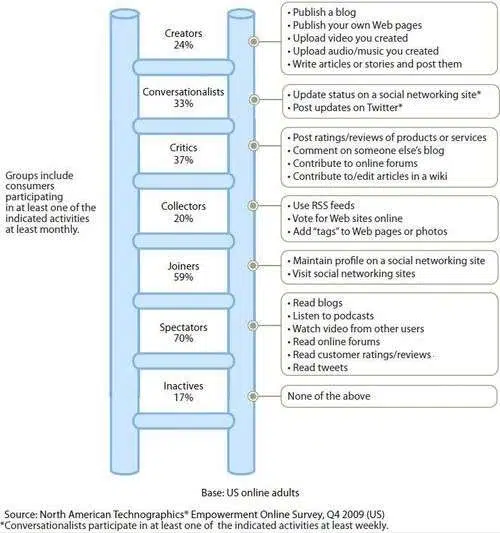 Creators
24%
• Publish a blog
• Publish your own Web pages
• Upload video you created
• Upload audio/music you created
• Write articles or stories and post them
Conversationalists
33%
• Update status on a social networking site*
• Post updates on Twitter*
Critics
37%
• Post ratings/reviews of products or services
• Comment on someone else's blog
• Contribute to online forums
• Contribute to/edit articles in a wiki
Groups include
consumers
participating
in at least one of the
indicated activities
at least monthly.
Collectors
20%
• Use RSS feeds
• Vote for Web sites online
• Add "tags" to Web pages or photos
Joiners
59%
• Maintain profile on a social networking site
• Visit social networking sites
Spectators
70%
• Read blogs
• Listen to podcasts
• Watch video from other users
• Read online forums
• Read customer ratings/reviews
• Read tweets
Inactives
17%
None of the above
Base: US online adults
Source: North American Technographics® Empowerment Online Survey, Q4 2009 (US)
*Conversationalists participate in at least one of the indicated activities at least weekly.